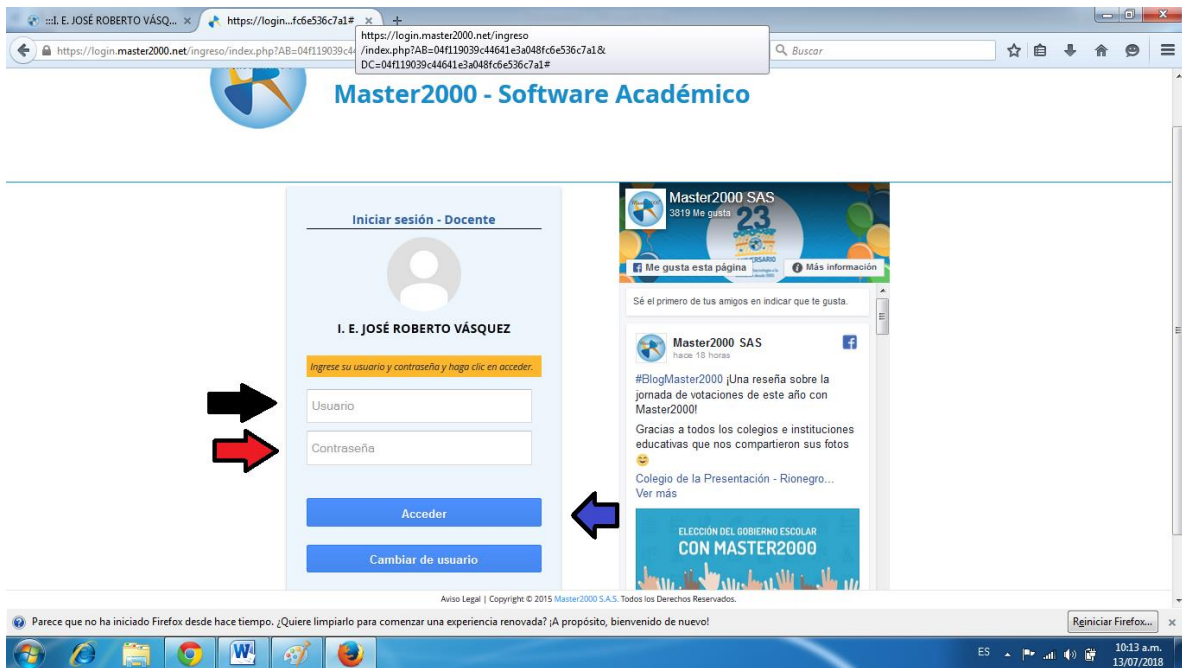 :::I. E. JOSÉ ROBERTO VÁSQ...
https://login...fc6e536c7a1#
https://login.master2000.net/ingreso
/index.php?AB=04f119039c44641e3a048fc6e536c7a1&
DC=04f119039c44641e3a048fc6e536c7a1#
https://login.master2000.net/ingreso/index.php?AB=04f119039c4
Buscar
Master2000 - Software Académico
Iniciar sesión - Docente
I. E. JOSÉ ROBERTO VÁSQUEZ
Ingrese su usuario y contraseña y haga clic en acceder.
Usuario
Contraseña
Acceder
Cambiar de usuario
Master2000 SAS
3819 Me gusta
23
Me gusta esta página
Más información
Sé el primero de tus amigos en indicar que te gusta.
Master2000 SAS
hace 18 horas
#BlogMaster2000 ¡Una reseña sobre la
jornada de votaciones de este año con
Master2000!
Gracias a todos los colegios e instituciones
educativas que nos compartieron sus fotos
😄
Colegio de la Presentación - Rionegro...
Ver más
ELECCIÓN DEL GOBIERNO ESCOLAR
CON MASTER2000
Aviso Legal | Copyright © 2015 Master2000 S.A.S. Todos los Derechos Reservados.
Parece que no ha iniciado Firefox desde hace tiempo. ¿Quiere limpiarlo para comenzar una experiencia renovada? ¡A propósito, bienvenido de nuevo!
Reiniciar Firefox...
ES
10:13 a.m.
13/07/2018